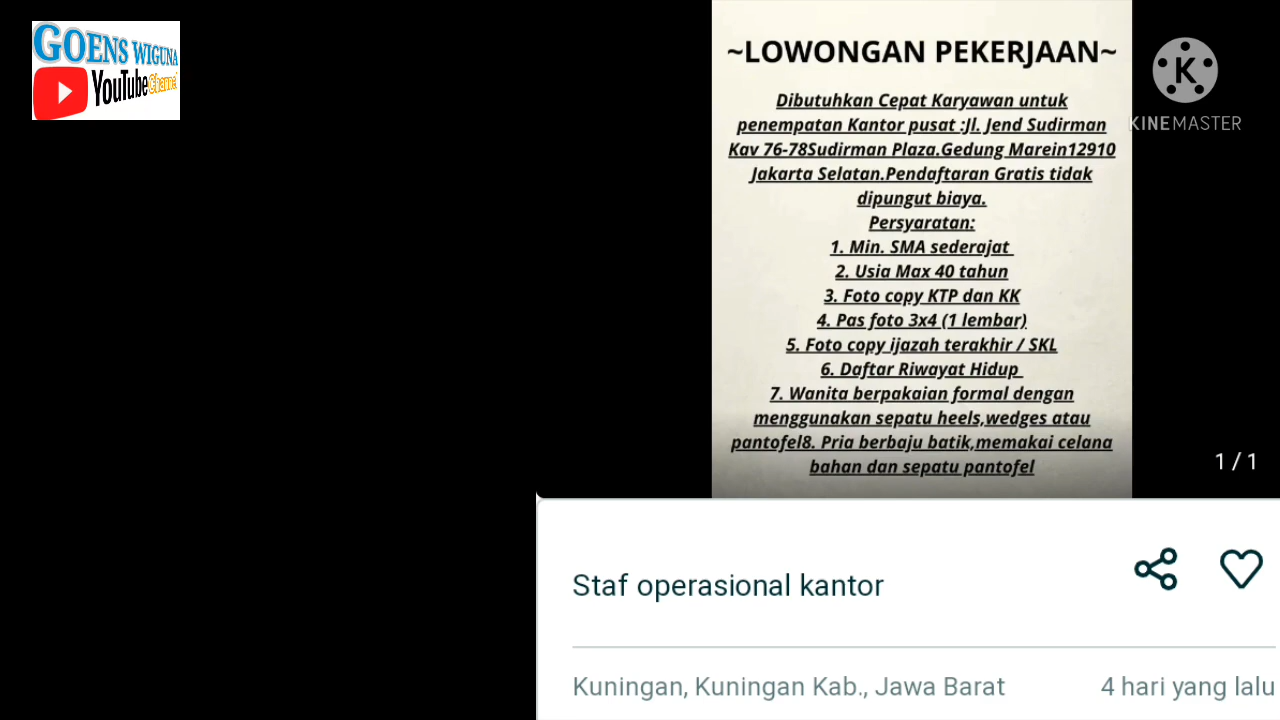 GOENS WIGUNA
YouTube Channel
~LOWONGAN PEKERJAAN~
KINEMASTER
Dibutuhkan Cepat Karyawan untuk
penempatan Kantor pusat :Jl. Jend Sudirman
Kav 76-78Sudirman Plaza.Gedung Marein12910
Jakarta Selatan.Pendaftaran Gratis tidak
dipungut biaya.
Persyaratan:
1. Min. SMA sederajat
2. Usia Max 40 tahun
3. Foto copy KTP dan KK
4. Pas foto 3x4 (1 lembar)
5. Foto copy ijazah terakhir / SKL
6. Daftar Riwayat Hidup
7. Wanita berpakaian formal dengan
menggunakan sepatu heels,wedges atau
pantofel8. Pria berbaju batik,memakai celana
bahan dan sepatu pantofel
1 / 1
Staf operasional kantor
Kuningan, Kuningan Kab., Jawa Barat
4 hari yang lalu